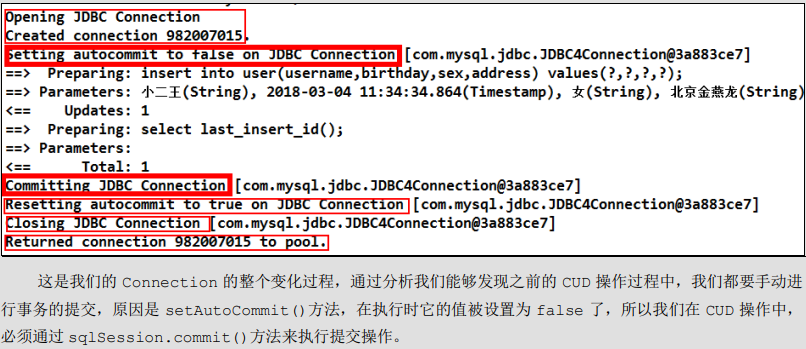 Opening JDBC Connection
Created connection 982007015.
Setting autocommit to false on JDBC Connection [com.mysql.jdbc.JDBC4Connection@3a883ce7]
==>  Preparing: insert into user(username,birthday,sex,address) values(?,?,?,?);
==> Parameters: 小二王(String), 2018-03-04 11:34:34.864(Timestamp), 女(String), 北京金燕龙(String)
<==    Updates: 1
==>  Preparing: select last_insert_id();
==> Parameters:
<==      Total: 1
Committing JDBC Connection [com.mysql.jdbc.JDBC4Connection@3a883ce7]
Resetting autocommit to true on JDBC Connection [com.mysql.jdbc.JDBC4Connection@3a883ce7]
Closing JDBC Connection [com.mysql.jdbc.JDBC4Connection@3a883ce7]
Returned connection 982007015 to pool.
这是我们的 Connection 的整个变化过程，通过分析我们能够发现之前的 CUD 操作过程中，我们都要手动进
行事务的提交，原因是 setAutoCommit()方法，在执行时它的值被设置为 false 了，所以我们在 CUD 操作中，
必须通过 sqlSession.commit()方法来执行提交操作。